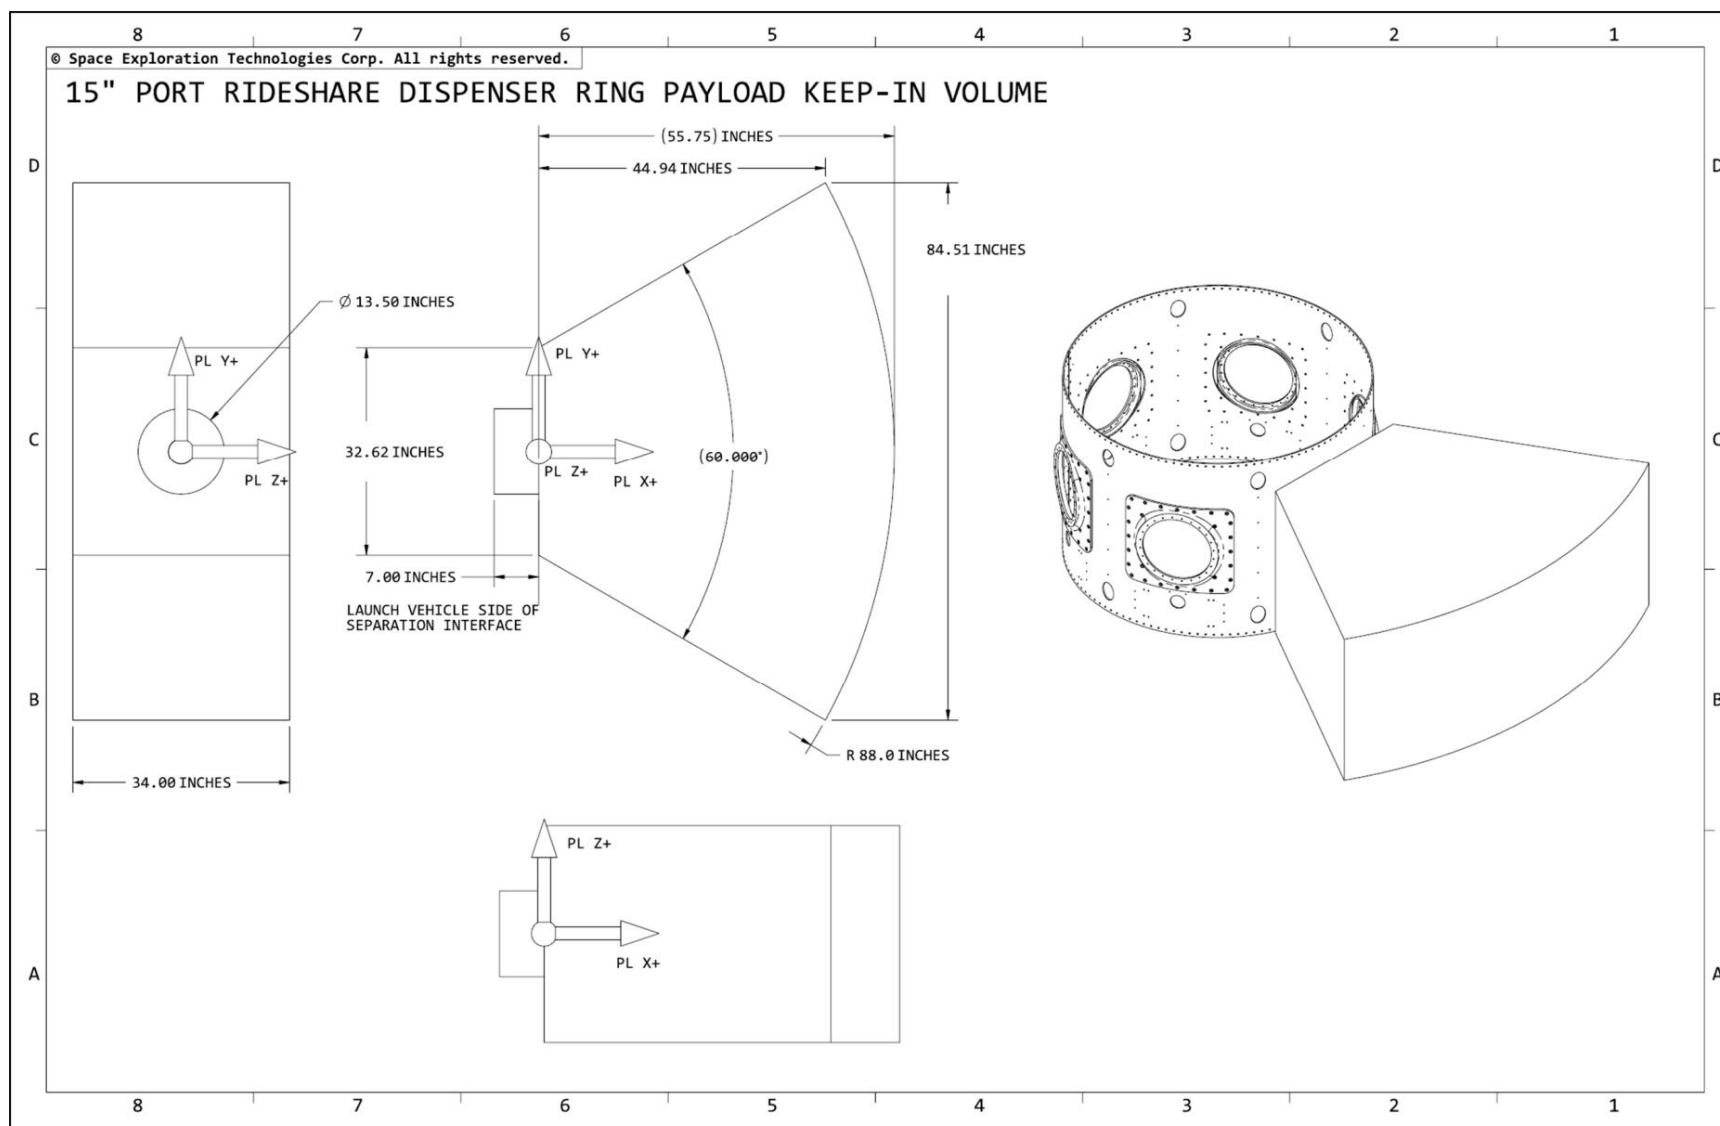 8 7 6 5 4 3 2 1
© Space Exploration Technologies Corp. All rights reserved.
15" PORT RIDESHARE DISPENSER RING PAYLOAD KEEP-IN VOLUME
(55.75) INCHES
D D
44.94 INCHES
84.51 INCHES
Ø 13.50 INCHES
PL Y+
PL Y+
C C
32.62 INCHES
(60.000°)
PL Z+
PL Z+
PL X+
7.00 INCHES
LAUNCH VEHICLE SIDE OF
SEPARATION INTERFACE
B B
R 88.0 INCHES
34.00 INCHES
PL Z+
PL X+
A A
8 7 6 5 4 3 2 1